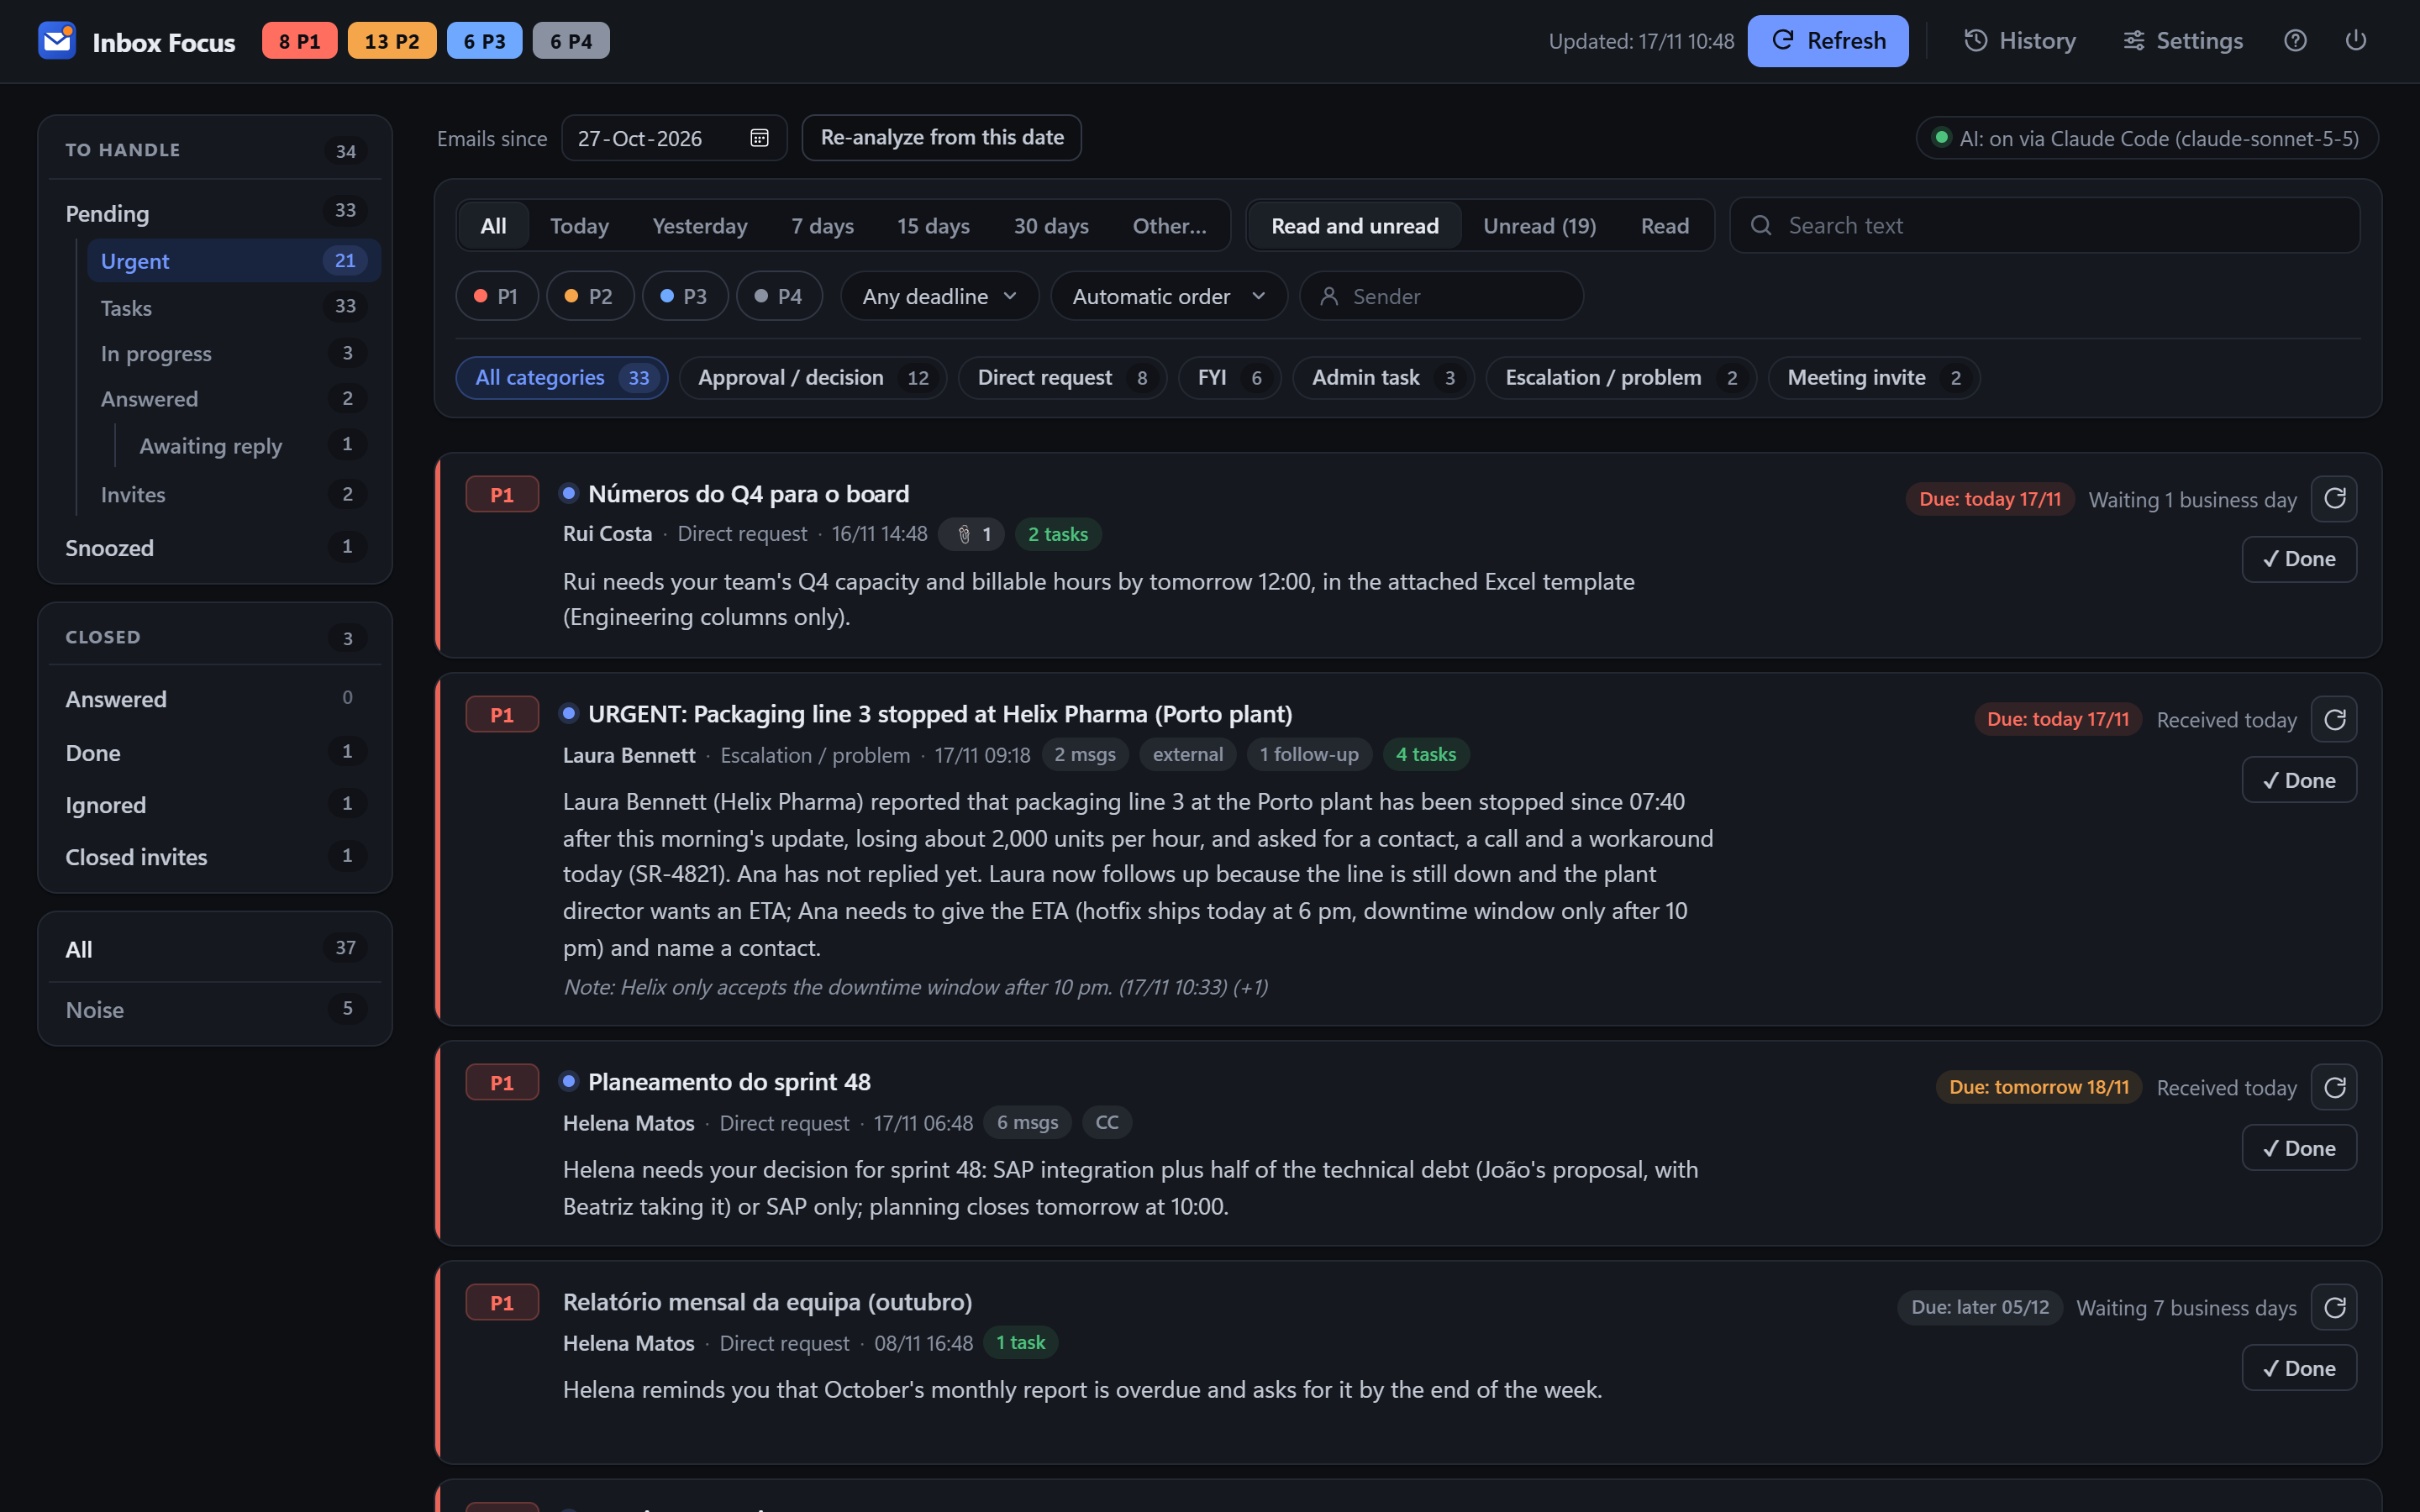 Inbox Focus
8 P1
13 P2
6 P3
6 P4
Updated: 17/11 10:48
Refresh
History
Settings
TO HANDLE 34
Pending 33
Urgent 21
Tasks 33
In progress 3
Answered 2
Awaiting reply 1
Invites 2
Snoozed 1
CLOSED 3
Answered 0
Done 1
Ignored 1
Closed invites 1
All 37
Noise 5
Emails since 27-Oct-2026 Re-analyze from this date
AI: on via Claude Code (claude-sonnet-5-5)
All Today Yesterday 7 days 15 days 30 days Other...
Read and unread Unread (19) Read
Search text
P1 P2 P3 P4 Any deadline Automatic order Sender
All categories 33 Approval / decision 12 Direct request 8 FYI 6 Admin task 3 Escalation / problem 2 Meeting invite 2
P1 Números do Q4 para o board
Due: today 17/11 Waiting 1 business day
Rui Costa · Direct request · 16/11 14:48 1 2 tasks
✓ Done
Rui needs your team's Q4 capacity and billable hours by tomorrow 12:00, in the attached Excel template
(Engineering columns only).
P1 URGENT: Packaging line 3 stopped at Helix Pharma (Porto plant)
Due: today 17/11 Received today
Laura Bennett · Escalation / problem · 17/11 09:18 2 msgs external 1 follow-up 4 tasks
✓ Done
Laura Bennett (Helix Pharma) reported that packaging line 3 at the Porto plant has been stopped since 07:40
after this morning's update, losing about 2,000 units per hour, and asked for a contact, a call and a workaround
today (SR-4821). Ana has not replied yet. Laura now follows up because the line is still down and the plant
director wants an ETA; Ana needs to give the ETA (hotfix ships today at 6 pm, downtime window only after 10
pm) and name a contact.
Note: Helix only accepts the downtime window after 10 pm. (17/11 10:33) (+1)
P1 Planeamento do sprint 48
Due: tomorrow 18/11 Received today
Helena Matos · Direct request · 17/11 06:48 6 msgs CC
✓ Done
Helena needs your decision for sprint 48: SAP integration plus half of the technical debt (João's proposal, with
Beatriz taking it) or SAP only; planning closes tomorrow at 10:00.
P1 Relatório mensal da equipa (outubro)
Due: later 05/12 Waiting 7 business days
Helena Matos · Direct request · 08/11 16:48 1 task
✓ Done
Helena reminds you that October's monthly report is overdue and asks for it by the end of the week.